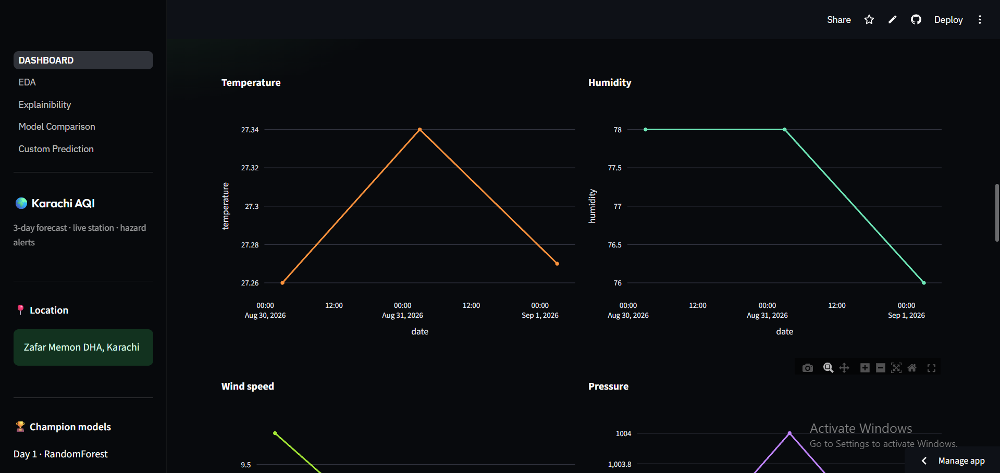 Share
Deploy
DASHBOARD
EDA
Explainibility
Model Comparison
Custom Prediction
Karachi AQI
3-day forecast · live station · hazard
alerts
Location
Zafar Memon DHA, Karachi
Champion models
Day 1 · RandomForest
Temperature
27.34
27.32
27.3
27.28
27.26
temperature
00:00
Aug 30, 2026
12:00
00:00
Aug 31, 2026
12:00
00:00
Sep 1, 2026
date
Humidity
78
77.5
77
76.5
76
humidity
00:00
Aug 30, 2026
12:00
00:00
Aug 31, 2026
12:00
00:00
Sep 1, 2026
date
Wind speed
9.5
Pressure
1004
1,003.8
Activate Windows
Go to Settings to activate Windows.
Manage app